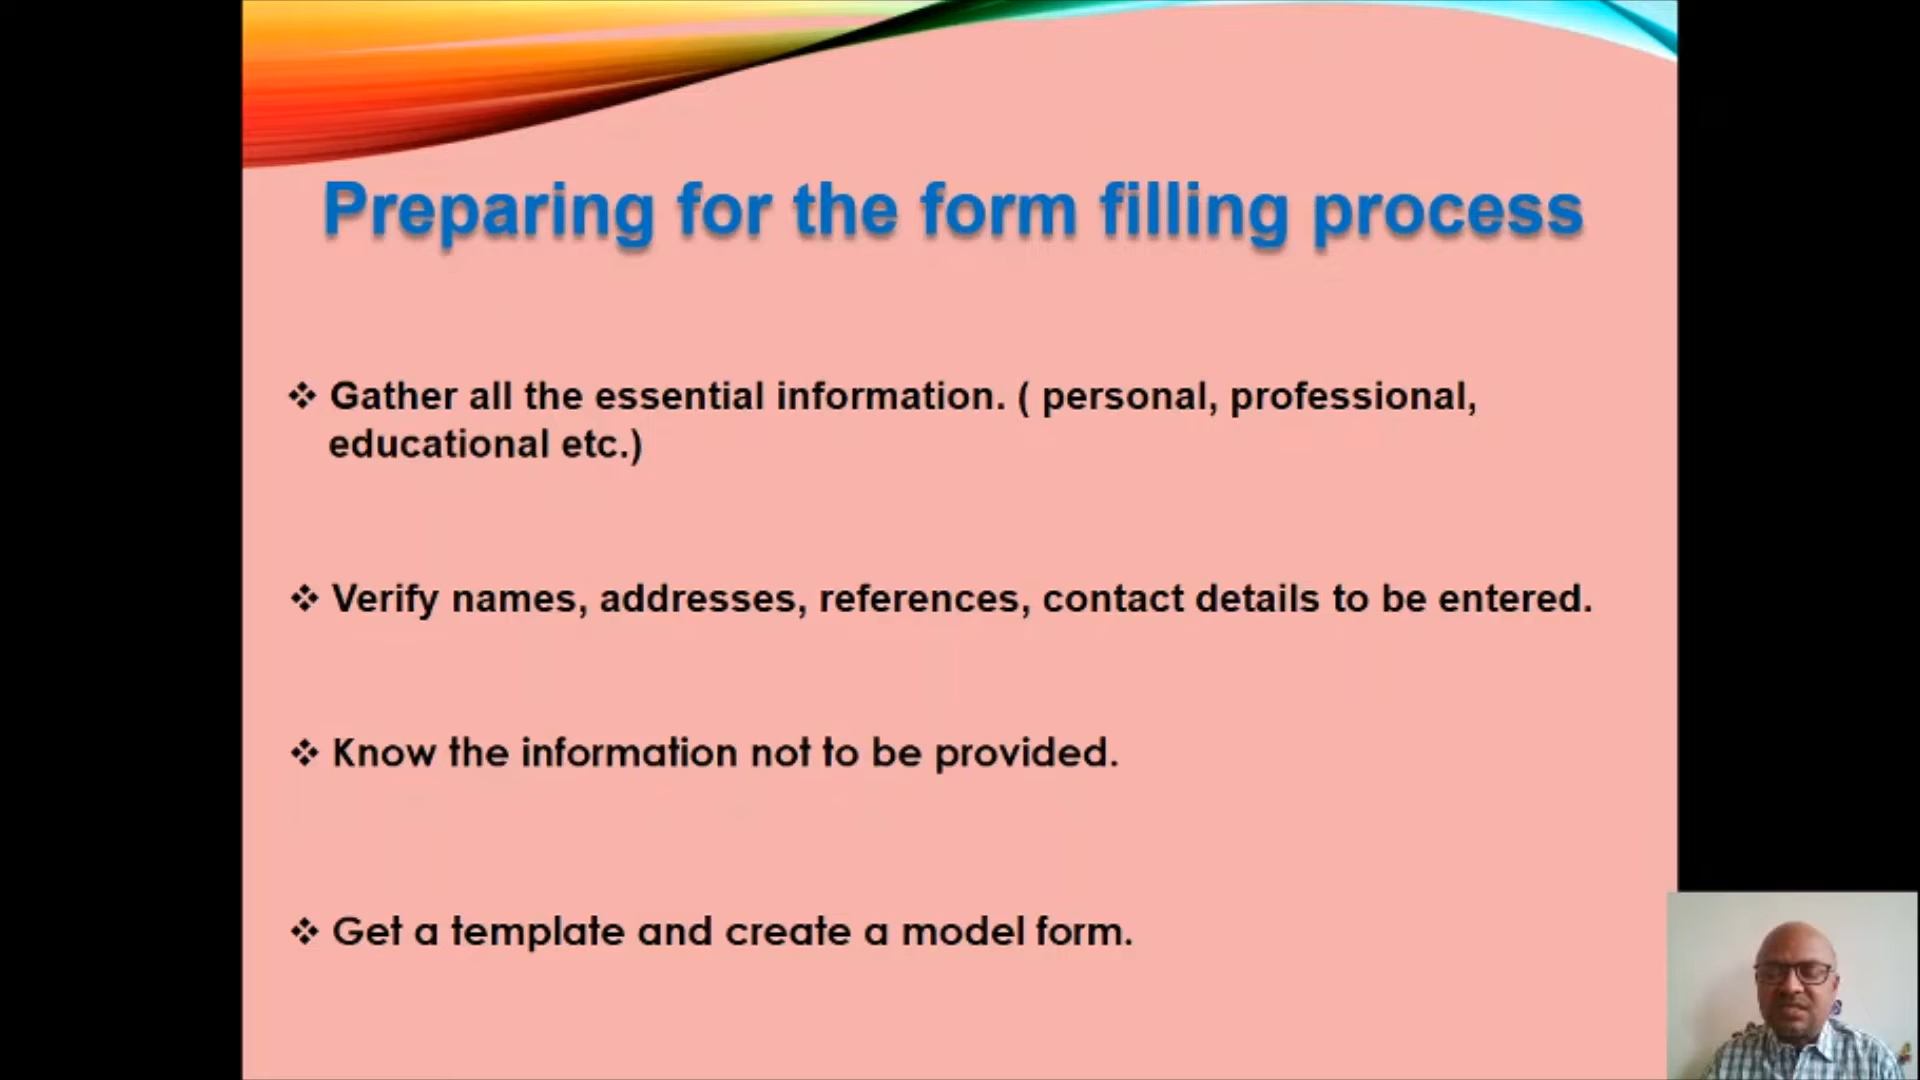 Preparing for the form filling process
❖ Gather all the essential information. ( personal, professional,
educational etc.)
❖ Verify names, addresses, references, contact details to be entered.
❖ Know the information not to be provided.
❖ Get a template and create a model form.